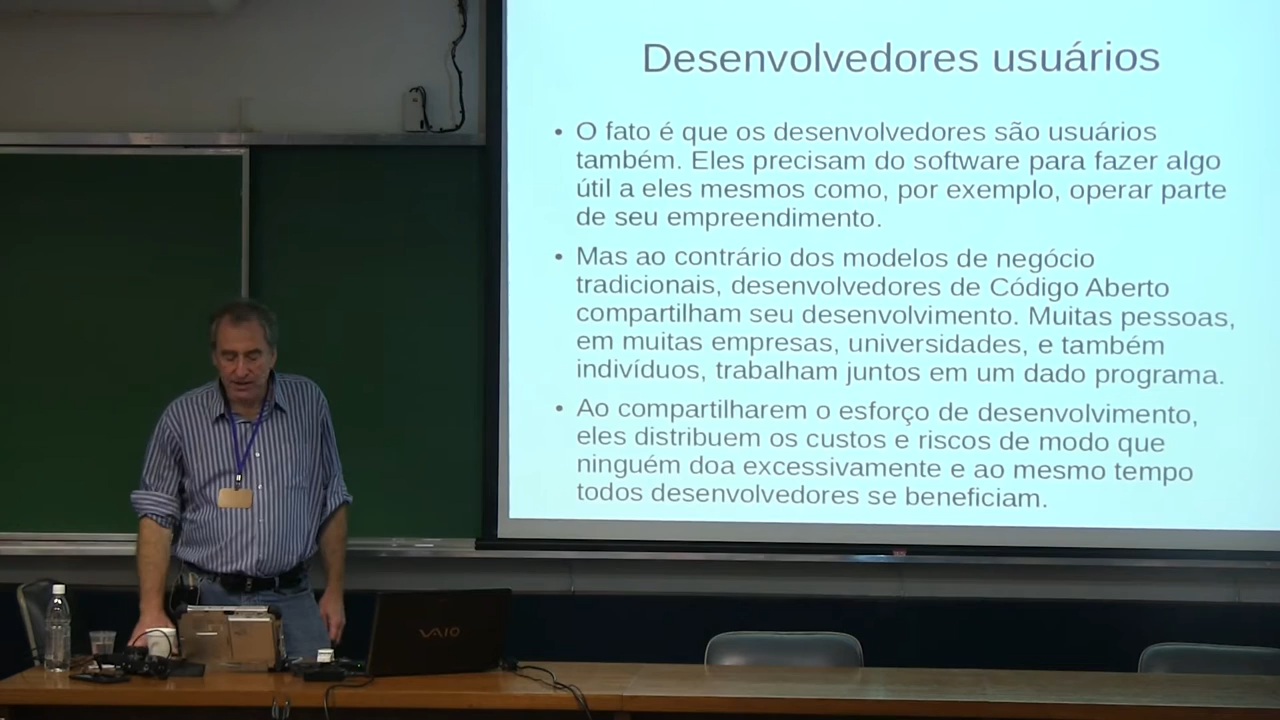 Desenvolvedores usuários
• O fato é que os desenvolvedores são usuários
também. Eles precisam do software para fazer algo
útil a eles mesmos como, por exemplo, operar parte
de seu empreendimento.
• Mas ao contrário dos modelos de negócio
tradicionais, desenvolvedores de Código Aberto
compartilham seu desenvolvimento. Muitas pessoas,
em muitas empresas, universidades, e também
indivíduos, trabalham juntos em um dado programa.
• Ao compartilharem o esforço de desenvolvimento,
eles distribuem os custos e riscos de modo que
ninguém doa excessivamente e ao mesmo tempo
todos desenvolvedores se beneficiam.
VAIO